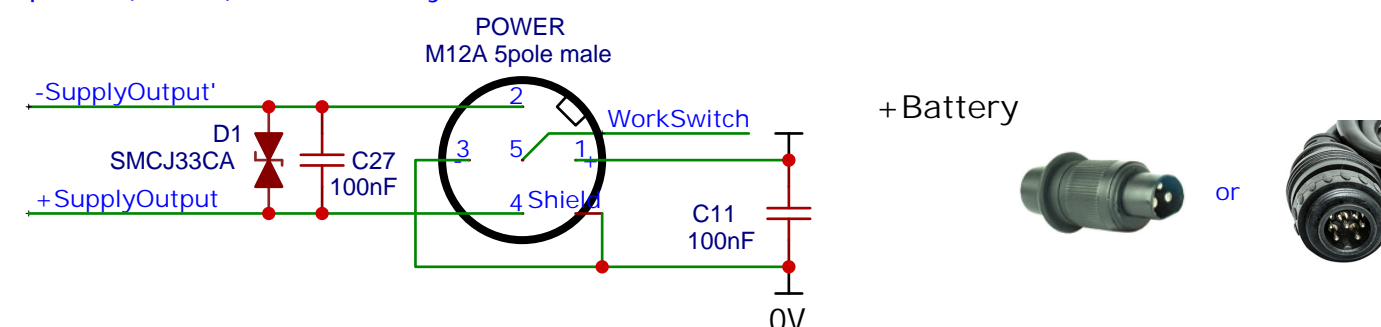 POWER
M12A 5pole male
-SupplyOutput'
2
+Battery
WorkSwitch
D1
SMCJ33CA
3
-
5
1
+
C27
100nF
or
+SupplyOutput
4
Shield
C11
100nF
0V